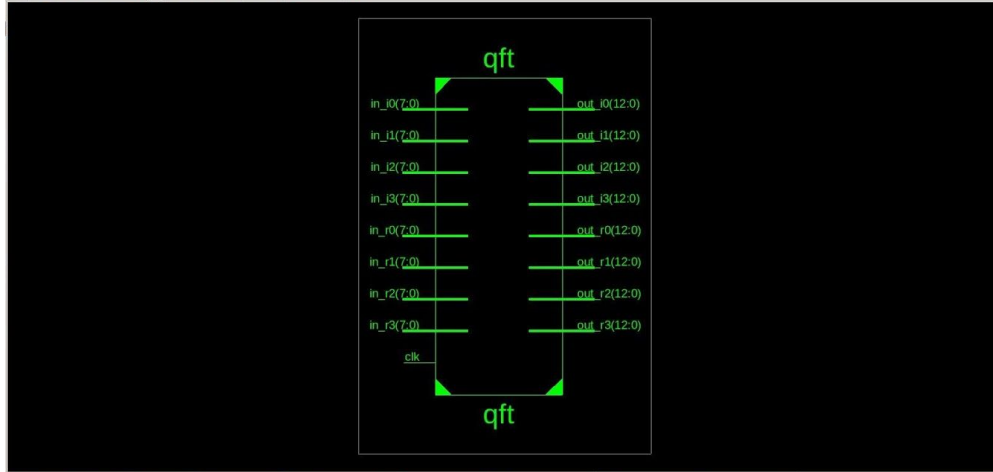 qft
in_i0(7:0) out_i0(12:0)
in_i1(7:0) out_i1(12:0)
in_i2(7:0) out_i2(12:0)
in_i3(7:0) out_i3(12:0)
in_r0(7:0) out_r0(12:0)
in_r1(7:0) out_r1(12:0)
in_r2(7:0) out_r2(12:0)
in_r3(7:0) out_r3(12:0)
clk
qft